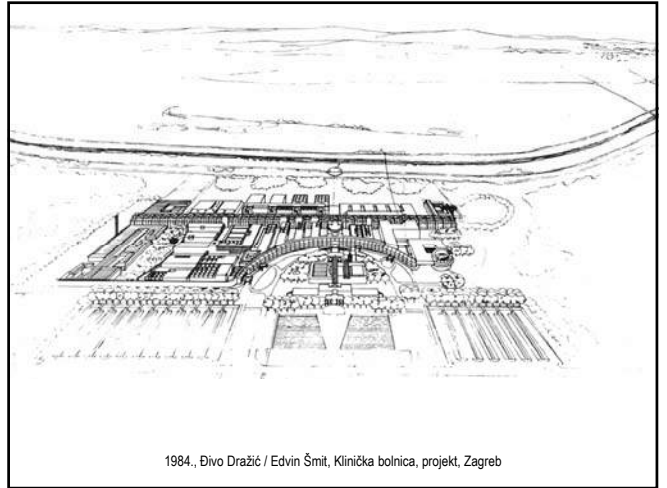 1984., Đivo Dražić / Edvin Šmit, Klinička bolnica, projekt, Zagreb